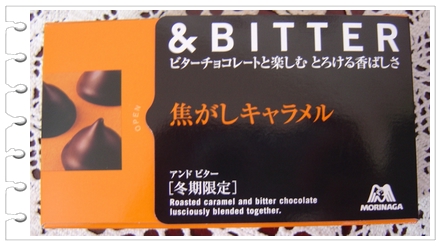 & BITTER
ビターチョコレートと楽しむ とろける香ばしさ
OPEN
焦がしキャラメル
アンド ビター
[冬期限定]
Roasted caramel and bitter chocolate
lusciously blended together.
MORINAGA